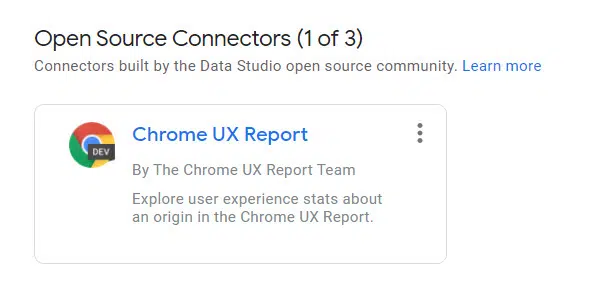 Open Source Connectors (1 of 3)
Connectors built by the Data Studio open source community. Learn more
Chrome UX Report
DEV
By The Chrome UX Report Team
Explore user experience stats about
an origin in the Chrome UX Report.